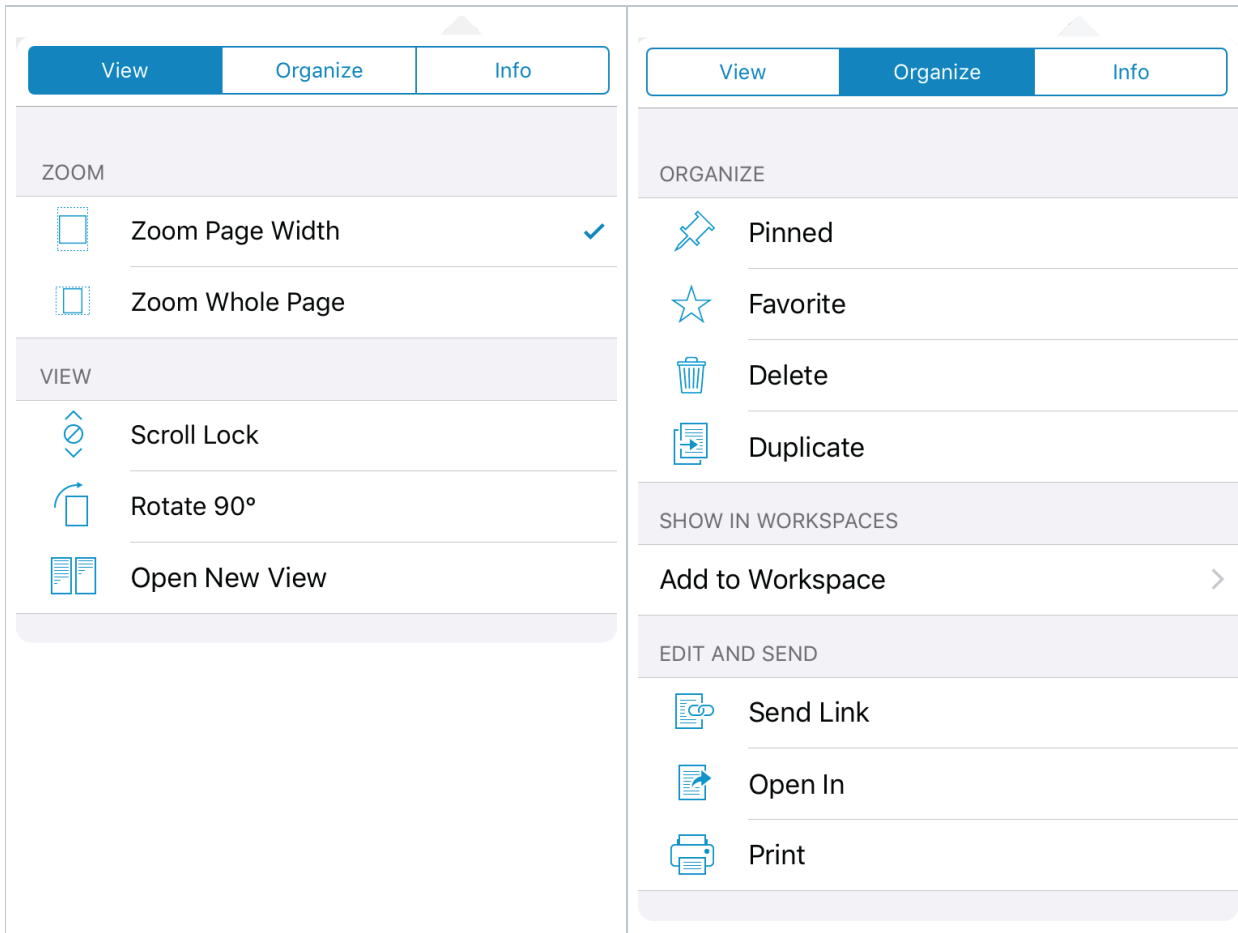 View Organize Info
ZOOM
Zoom Page Width
Zoom Whole Page
VIEW
Scroll Lock
Rotate 90°
Open New View
View Organize Info
ORGANIZE
Pinned
Favorite
Delete
Duplicate
SHOW IN WORKSPACES
Add to Workspace
EDIT AND SEND
Send Link
Open In
Print